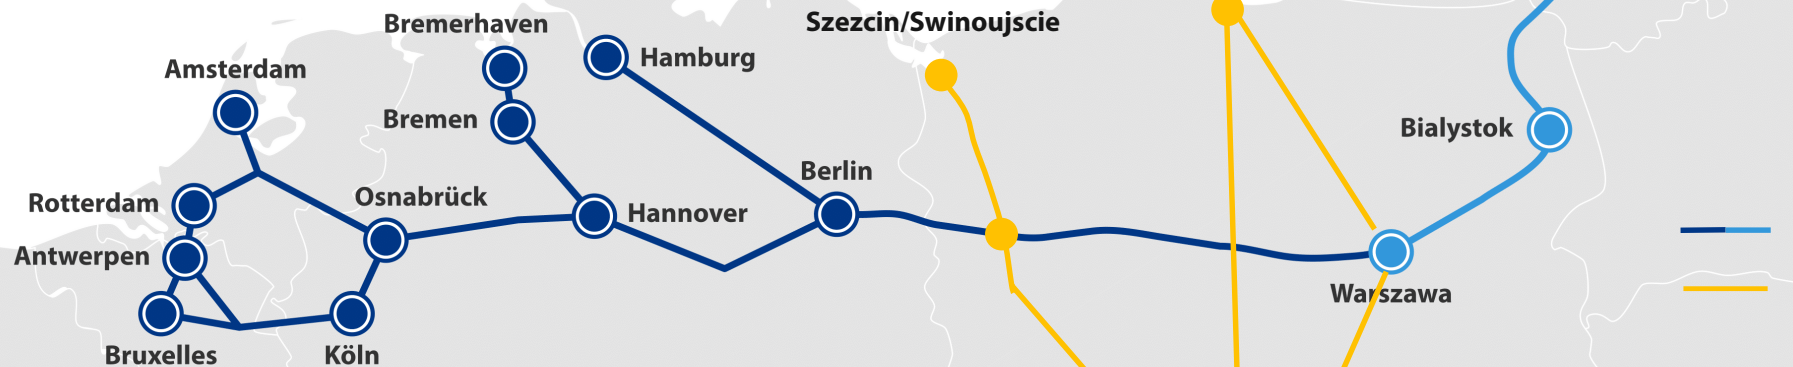 Bremerhaven
Szezcin/Swinoujscie
Hamburg
Amsterdam
Bremen
Bialystok
Berlin
Osnabrück
Rotterdam
Hannover
Antwerpen
Warszawa
Bruxelles
Köln